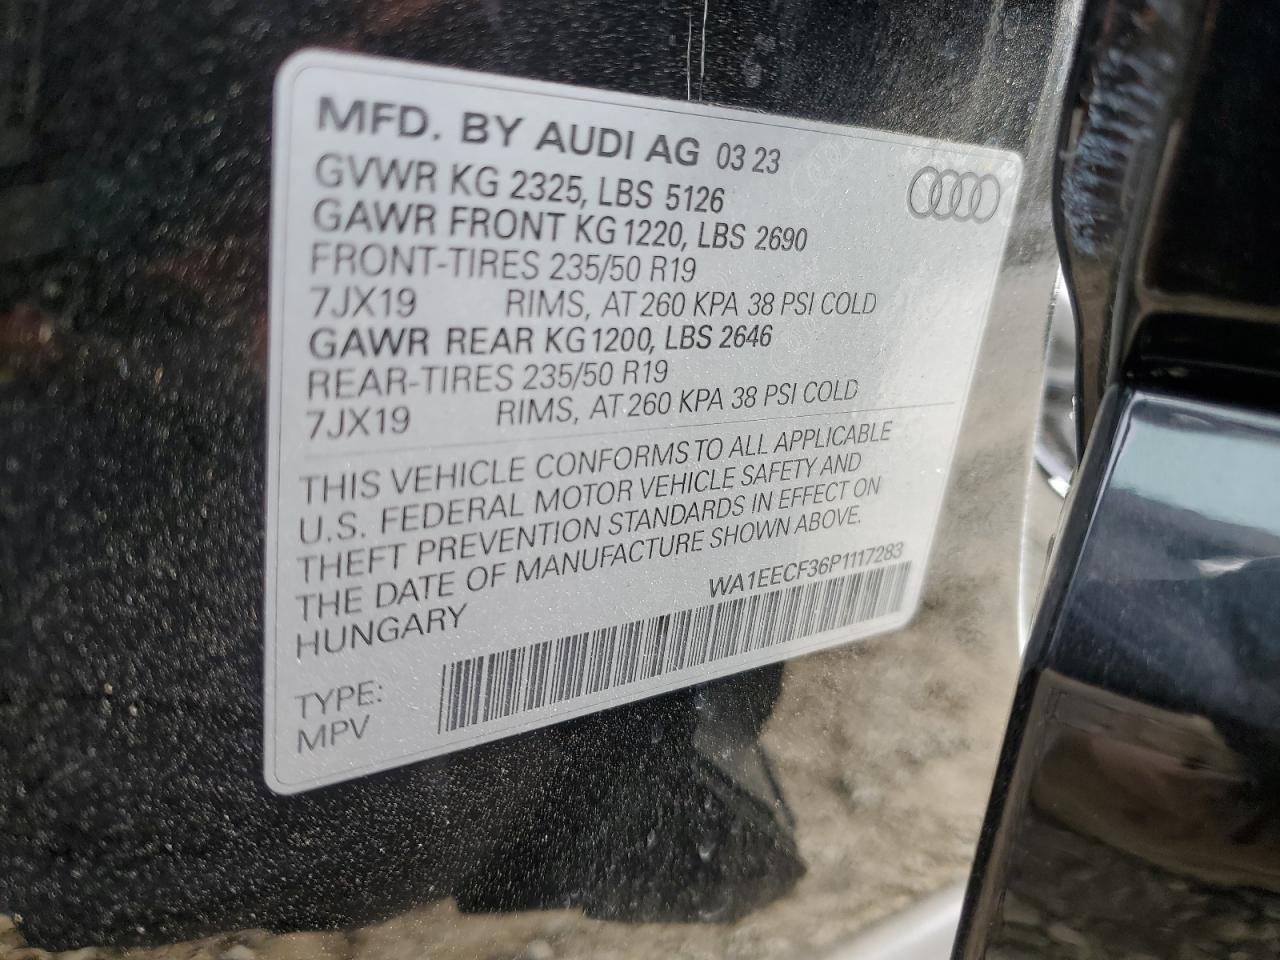 MFD. BY AUDI AG 03 23
GVWR KG 2325, LBS 5126
GAWR FRONT KG 1220, LBS 2690
FRONT-TIRES 235/50 R19
7JX19 RIMS, AT 260 KPA 38 PSI COLD
GAWR REAR KG 1200, LBS 2646
REAR-TIRES 235/50 R19
7JX19 RIMS, AT 260 KPA 38 PSI COLD
THIS VEHICLE CONFORMS TO ALL APPLICABLE
U.S. FEDERAL MOTOR VEHICLE SAFETY AND
THEFT PREVENTION STANDARDS IN EFFECT ON
THE DATE OF MANUFACTURE SHOWN ABOVE.
HUNGARY
WA1EECF36P1117283
TYPE:
MPV